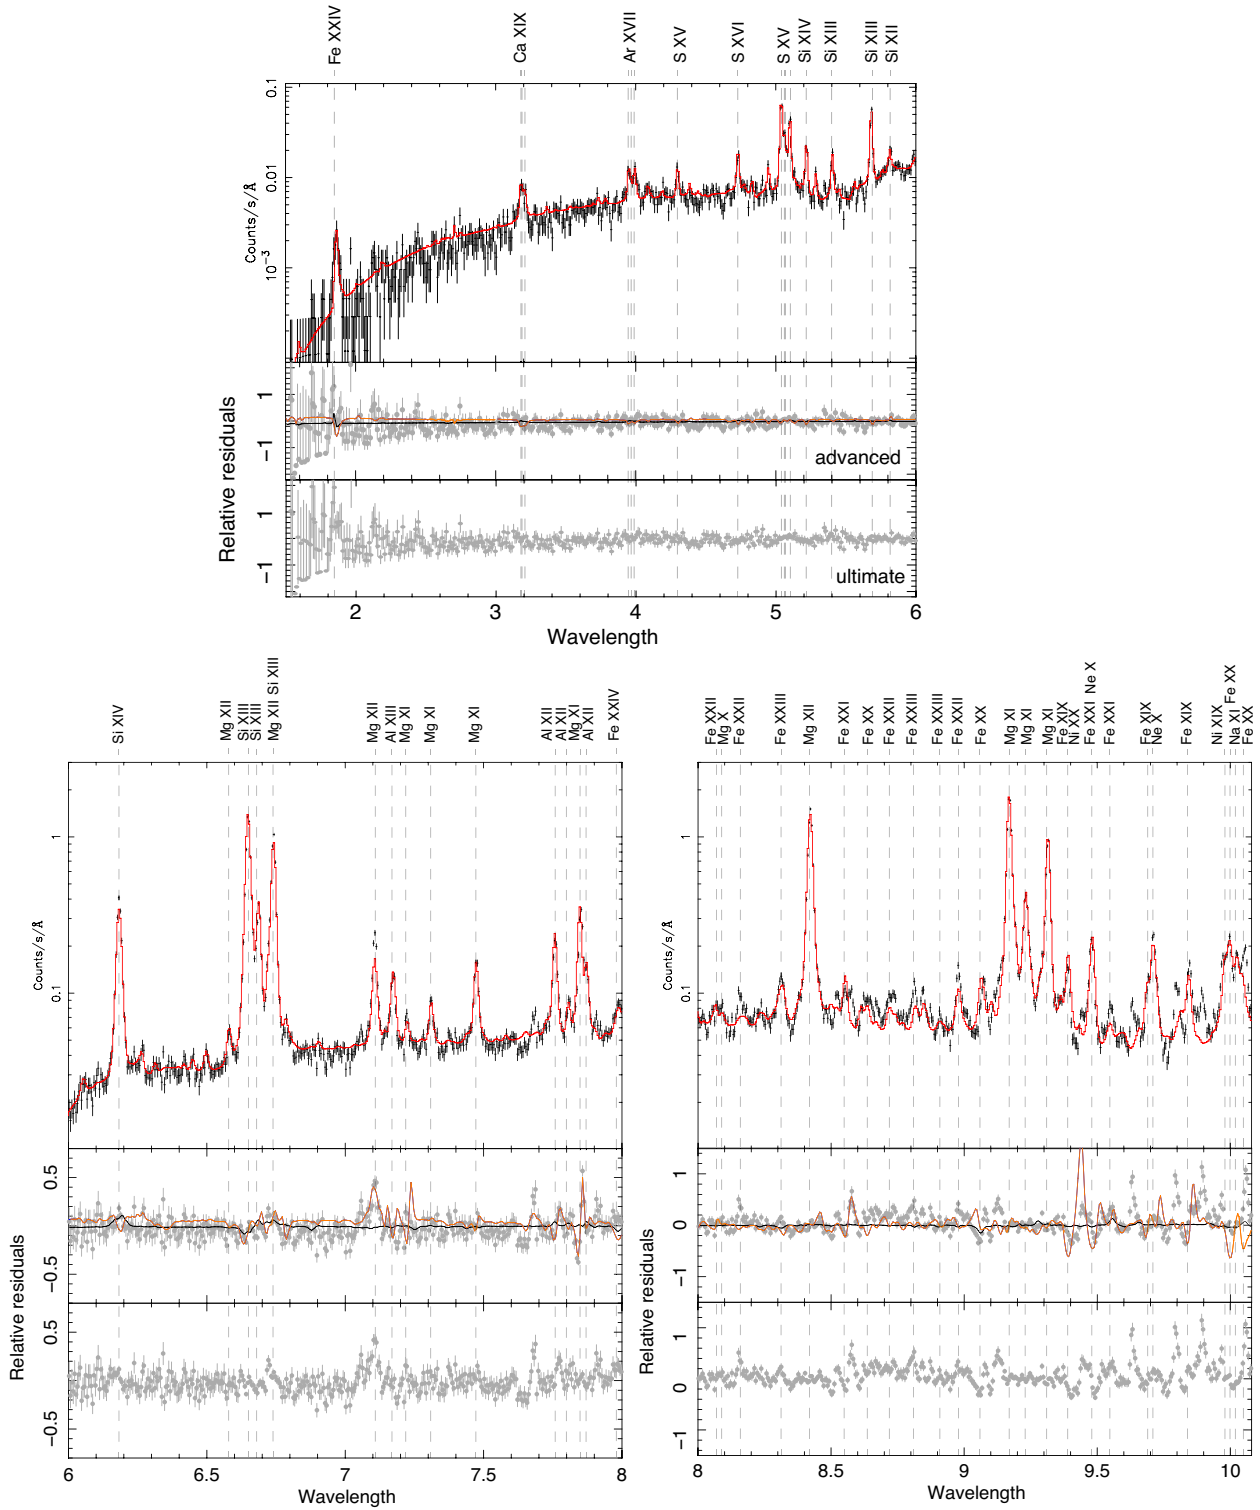 Fe XXIV
Ca XIX
Ar XVII
S XV
S XVI
S XV
Si XIV
Si XIII
Si XIII
Si XII
Counts/s/Å
0.1
0.01
10⁻³
Relative residuals
1
−1
advanced
Relative residuals
1
−1
ultimate
2 3 4 5 6
Wavelength
Si XIV
Mg XII
Si XIII
Si XIII
Mg XII Si XIII
Mg XII
Al XIII
Mg XI
Mg XI
Mg XI
Al XII
Al XII
Mg XI
Al XII
Fe XXIV
Counts/s/Å
1
0.1
Relative residuals
0.5
0
−0.5
Relative residuals
0.5
0
−0.5
6 6.5 7 7.5 8
Wavelength
Fe XXII
Mg X
Fe XXII
Fe XXIII
Mg XII
Fe XXI
Fe XX
Fe XXII
Fe XXIII
Fe XXIII
Fe XXII
Fe XX
Mg XI
Mg XI
Mg XI
Fe XIX
Ni XX
Fe XXI Ne X
Fe XXI
Fe XIX
Ne X
Fe XIX
Ni XIX
Fe XX
Na XI
Fe XX
Counts/s/Å
1
0.1
Relative residuals
1
0
−1
Relative residuals
1
0
−1
8 8.5 9 9.5 10
Wavelength